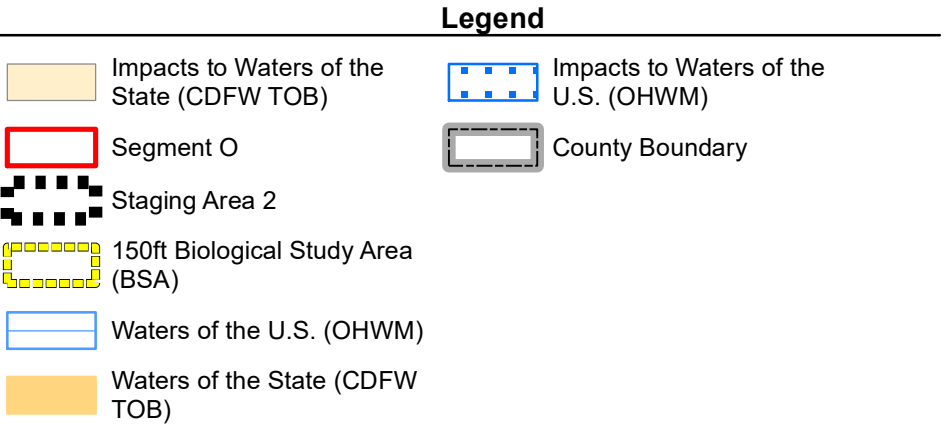 Legend
Impacts to Waters of the
State (CDFW TOB)
Segment O
Staging Area 2
150ft Biological Study Area
(BSA)
Waters of the U.S. (OHWM)
Waters of the State (CDFW
TOB)
Impacts to Waters of the
U.S. (OHWM)
County Boundary